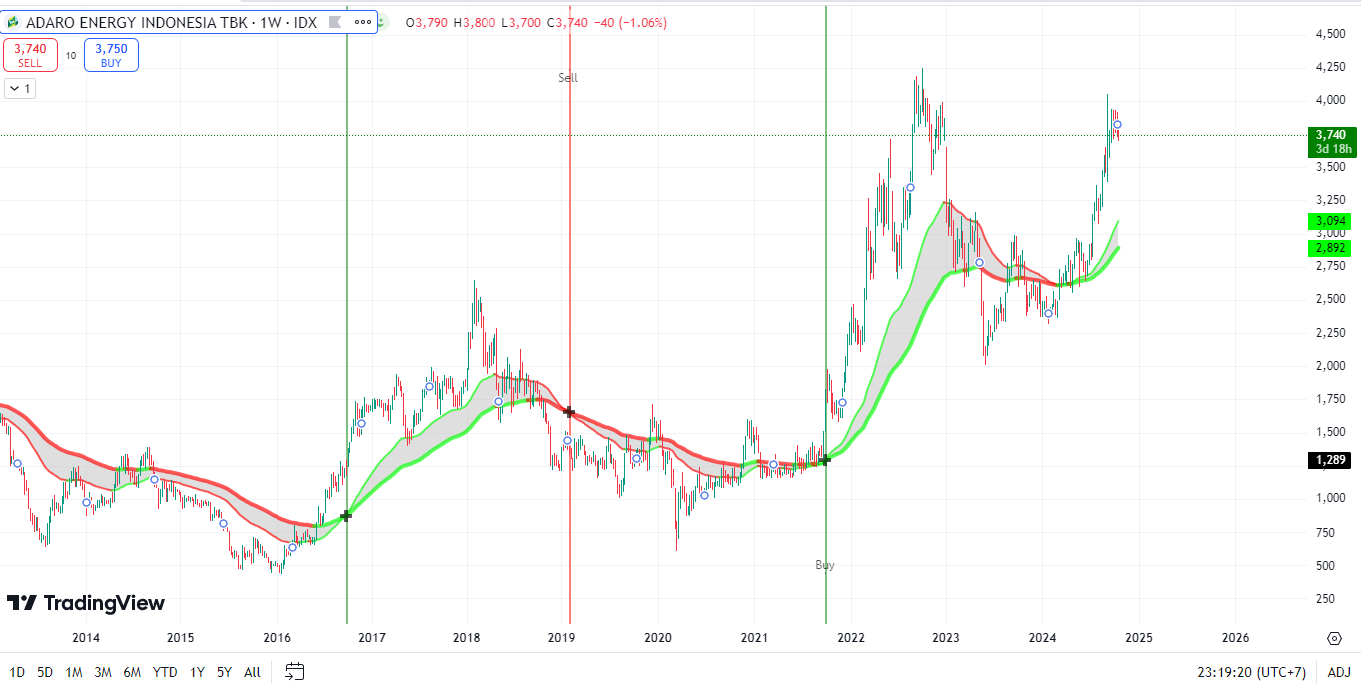 ADARO ENERGY INDONESIA TBK · 1W · IDX O3,790 H3,800 L3,700 C3,740 −40 (−1.06%)
3,740 10 3,750
SELL BUY
1
Sell
Buy
4,500
4,250
4,000
3,740
3d 18h
3,500
3,250
3,094
3,000
2,892
2,750
2,500
2,250
2,000
1,750
1,500
1,289
1,000
750
500
250
TradingView
2014 2015 2016 2017 2018 2019 2020 2021 2022 2023 2024 2025 2026
1D 5D 1M 3M 6M YTD 1Y 5Y All 23:19:20 (UTC+7) ADJ